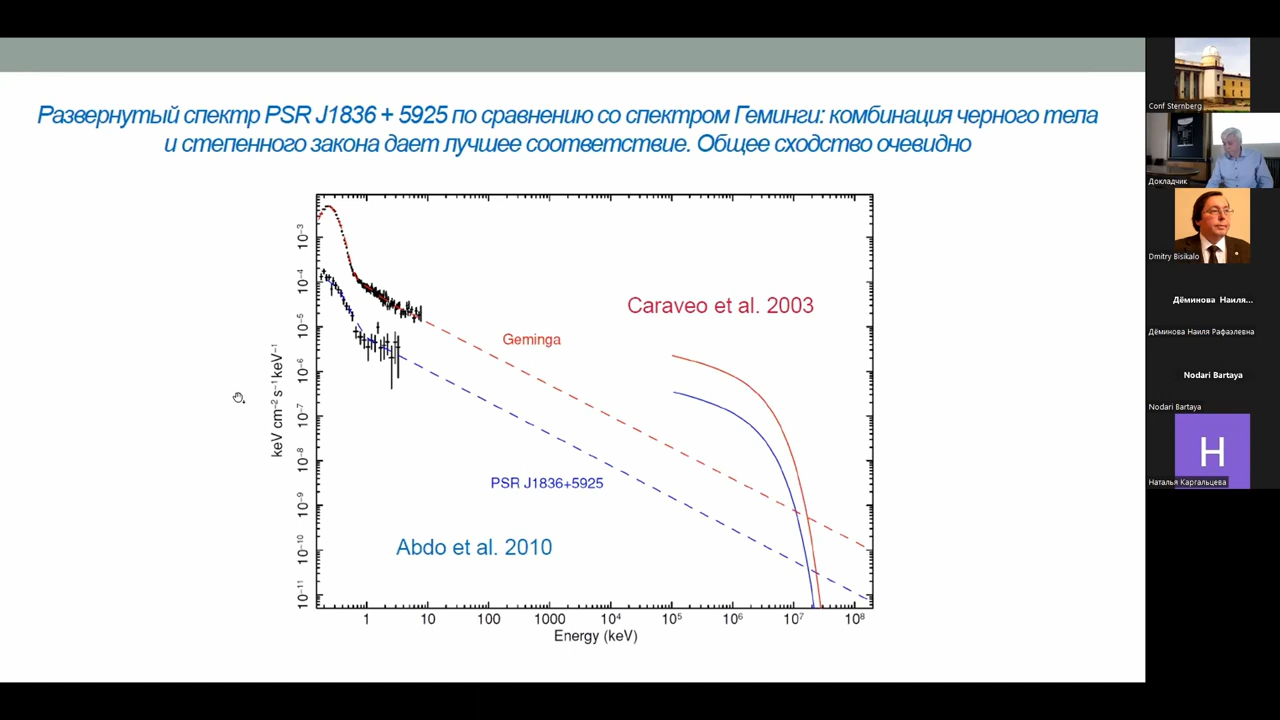 Развернутый спектр PSR J1836 + 5925 по сравнению со спектром Геминги: комбинация черного тела
и степенного закона дает лучшее соответствие. Общее сходство очевидно
keV cm⁻² s⁻¹ keV⁻¹
10⁻³
10⁻⁴
10⁻⁵
10⁻⁶
10⁻⁷
10⁻⁸
10⁻⁹
10⁻¹⁰
10⁻¹¹
Caraveo et al. 2003
Geminga
PSR J1836+5925
Abdo et al. 2010
1 10 100 1000 10⁴ 10⁵ 10⁶ 10⁷ 10⁸
Energy (keV)
Conf Sternberg
Докладчик
Dmitry Bisikalo
Дёминова Наиля...
Дёминова Наиля Рафаэлевна
Nodari Bartaya
Nodari Bartaya
Н
Наталья Каргальцева